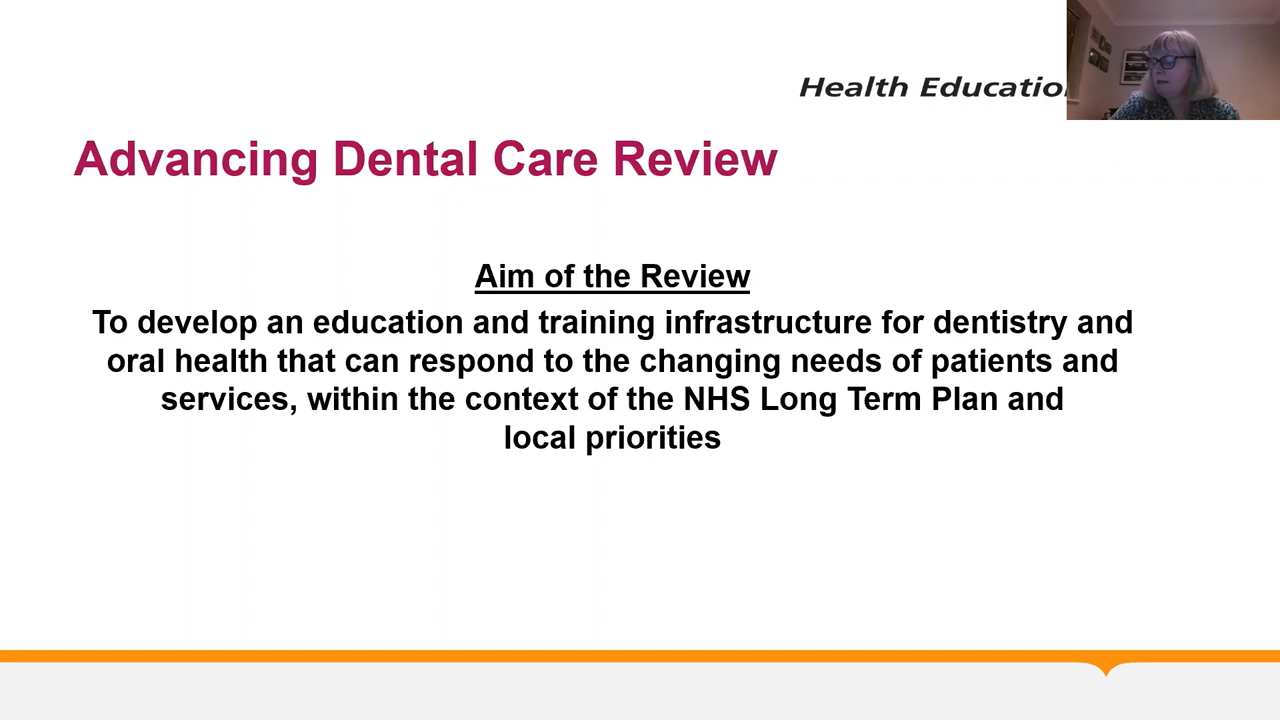 Health Education
Advancing Dental Care Review
Aim of the Review
To develop an education and training infrastructure for dentistry and
oral health that can respond to the changing needs of patients and
services, within the context of the NHS Long Term Plan and
local priorities